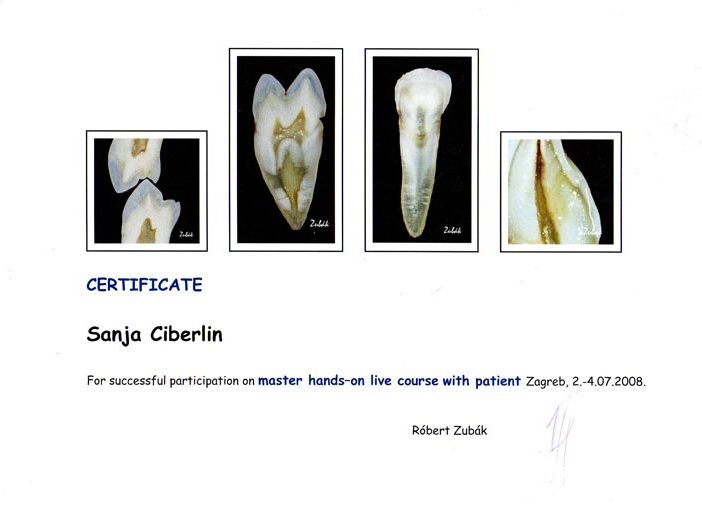 Zubák
Zubák
Zubák
Zubák
CERTIFICATE
Sanja Ciberlin
For successful participation on master hands-on live course with patient Zagreb, 2.-4.07.2008.
Róbert Zubák